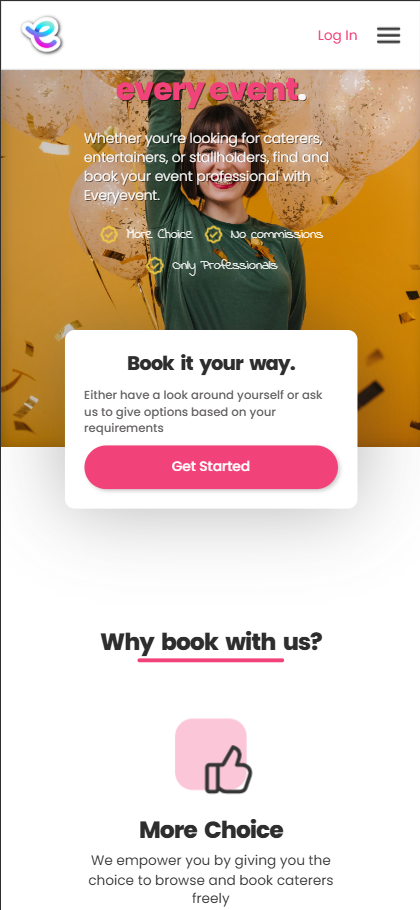 Log In
every event.
Whether you're looking for caterers,
entertainers, or stallholders, find and
book your event professional with
Everyevent.
More Choice No commissions
Only Professionals
Book it your way.
Either have a look around yourself or ask
us to give options based on your
requirements
Get Started
Why book with us?
More Choice
We empower you by giving you the
choice to browse and book caterers
freely